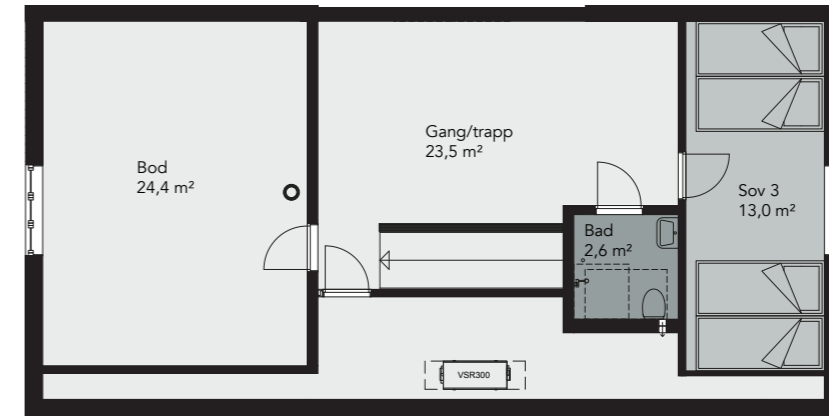 Bod
24,4 m²
Gang/trapp
23,5 m²
Sov 3
13,0 m²
Bad
2,6 m²
VSR300